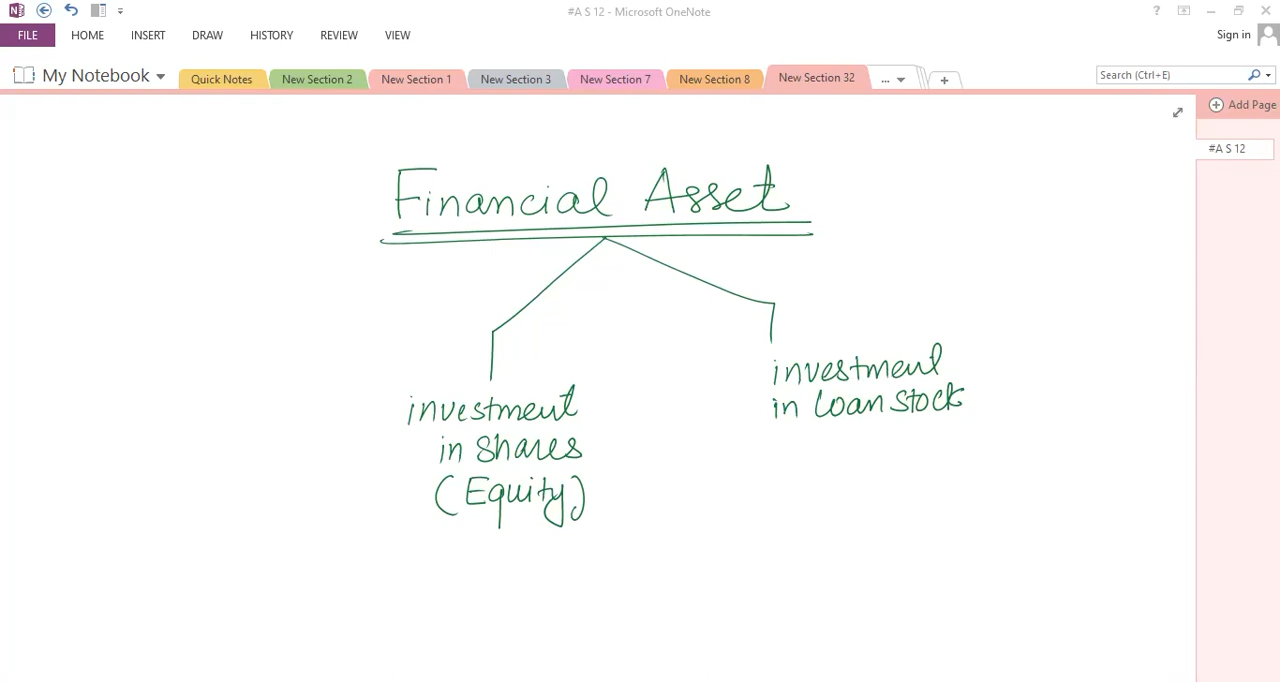 #A S 12 - Microsoft OneNote
?
FILE HOME INSERT DRAW HISTORY REVIEW VIEW
Sign in
My Notebook
Quick Notes
New Section 2
New Section 1
New Section 3
New Section 7
New Section 8
New Section 32
...
+
Search (Ctrl+E)
Add Page
#A S 12
Financial Asset
investment
in shares
(Equity)
investment
in loan stock